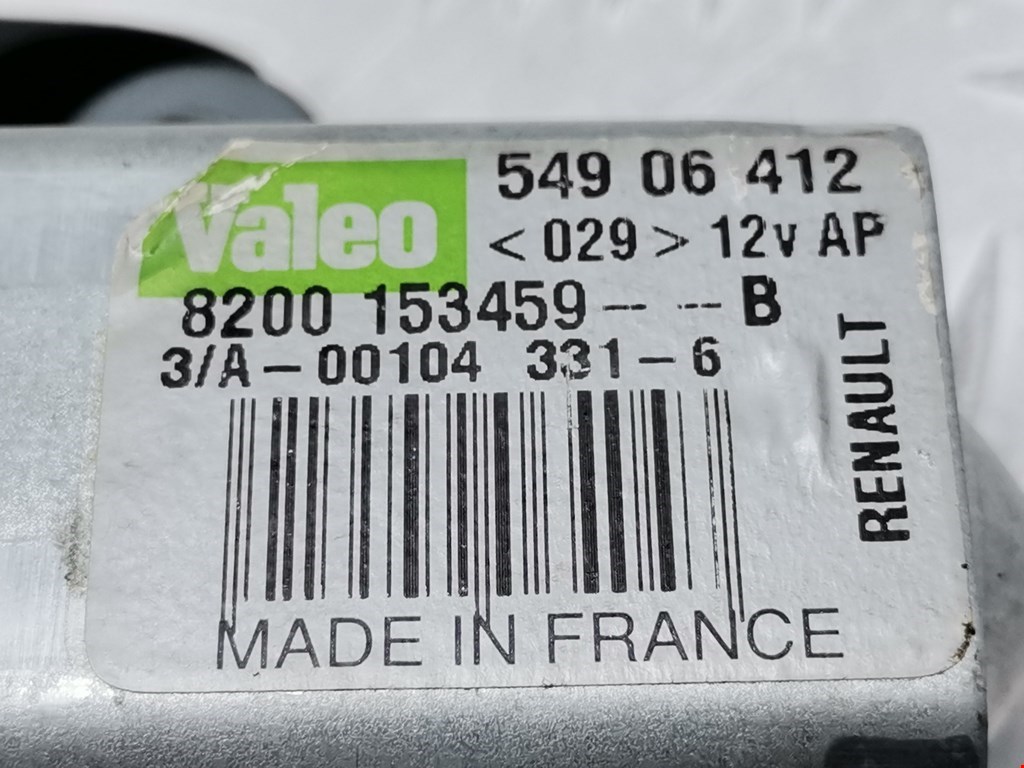 Valeo
549 06 412
<029> 12v AP
8200 153459-- --B
3/A-00104 331-6
RENAULT
MADE IN FRANCE